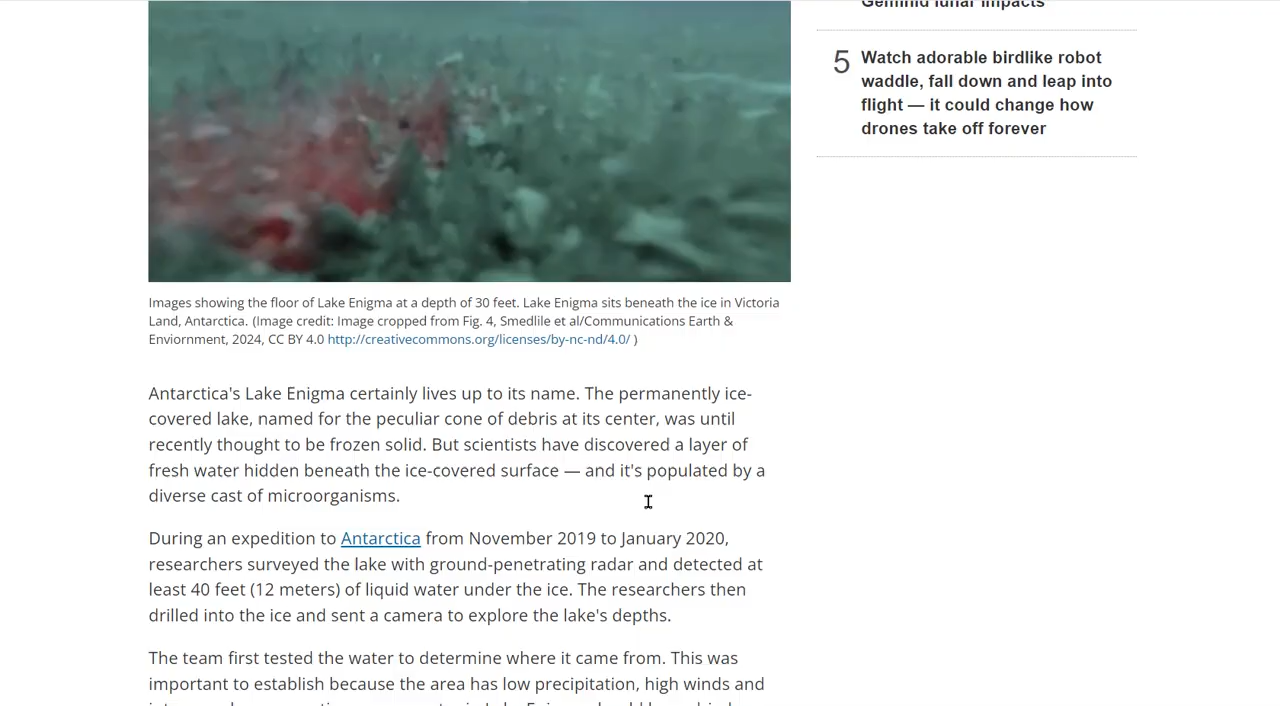 Geminid lunar impacts
5
Watch adorable birdlike robot
waddle, fall down and leap into
flight — it could change how
drones take off forever
Images showing the floor of Lake Enigma at a depth of 30 feet. Lake Enigma sits beneath the ice in Victoria
Land, Antarctica. (Image credit: Image cropped from Fig. 4, Smedlile et al/Communications Earth &
Enviornment, 2024, CC BY 4.0 http://creativecommons.org/licenses/by-nc-nd/4.0/ )
Antarctica's Lake Enigma certainly lives up to its name. The permanently ice-
covered lake, named for the peculiar cone of debris at its center, was until
recently thought to be frozen solid. But scientists have discovered a layer of
fresh water hidden beneath the ice-covered surface — and it's populated by a
diverse cast of microorganisms.
During an expedition to Antarctica from November 2019 to January 2020,
researchers surveyed the lake with ground-penetrating radar and detected at
least 40 feet (12 meters) of liquid water under the ice. The researchers then
drilled into the ice and sent a camera to explore the lake's depths.
The team first tested the water to determine where it came from. This was
important to establish because the area has low precipitation, high winds and